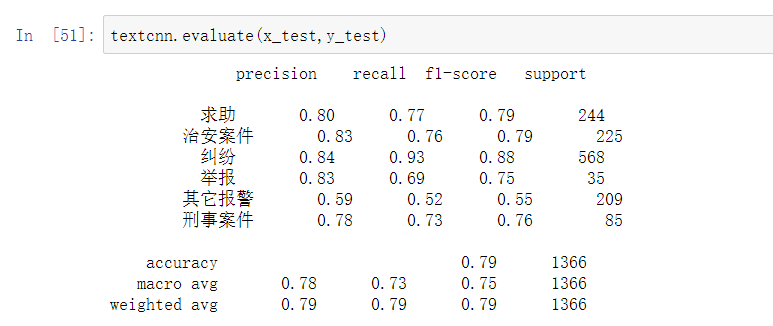 In [51]: textcnn.evaluate(x_test,y_test)
precision recall f1-score support
求助 0.80 0.77 0.79 244
治安案件 0.83 0.76 0.79 225
纠纷 0.84 0.93 0.88 568
举报 0.83 0.69 0.75 35
其它报警 0.59 0.52 0.55 209
刑事案件 0.78 0.73 0.76 85
accuracy 0.79 1366
macro avg 0.78 0.73 0.75 1366
weighted avg 0.79 0.79 0.79 1366